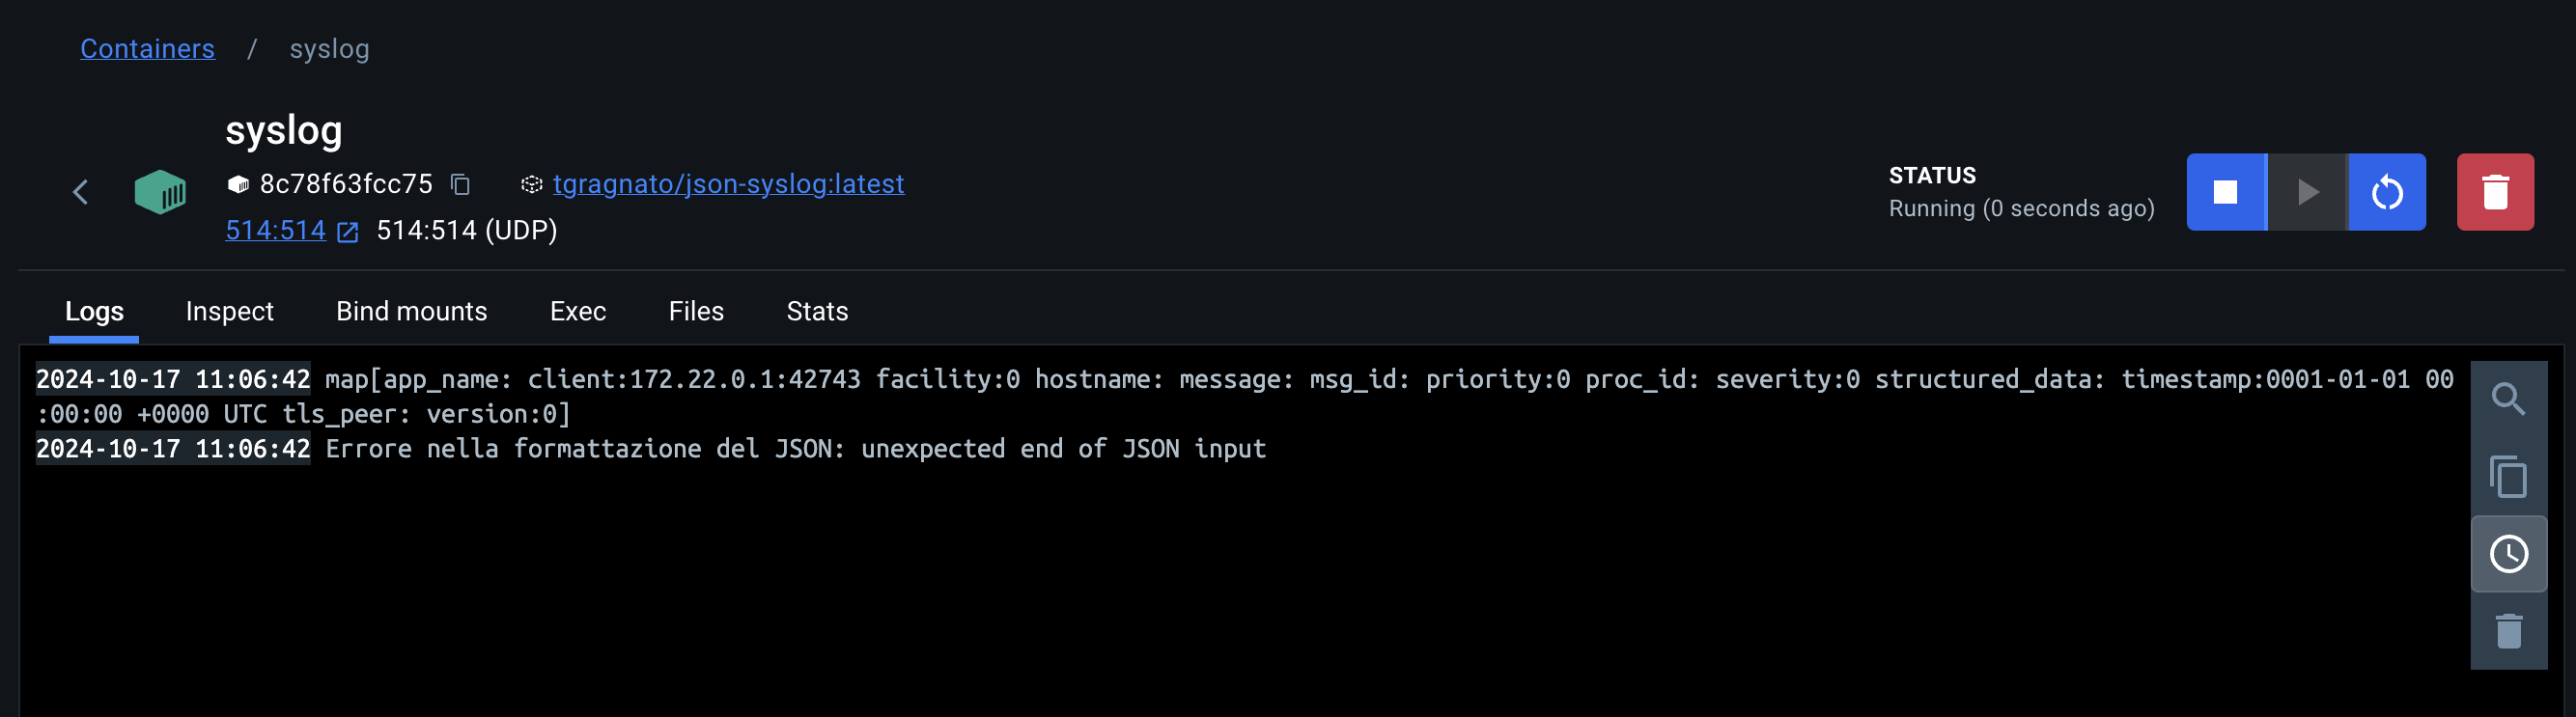 Containers / syslog
syslog
8c78f63fcc75 tgragnato/json-syslog:latest
514:514 514:514 (UDP)
STATUS
Running (0 seconds ago)
Logs Inspect Bind mounts Exec Files Stats
2024-10-17 11:06:42 map[app_name: client:172.22.0.1:42743 facility:0 hostname: message: msg_id: priority:0 proc_id: severity:0 structured_data: timestamp:0001-01-01 00
:00:00 +0000 UTC tls_peer: version:0]
2024-10-17 11:06:42 Errore nella formattazione del JSON: unexpected end of JSON input